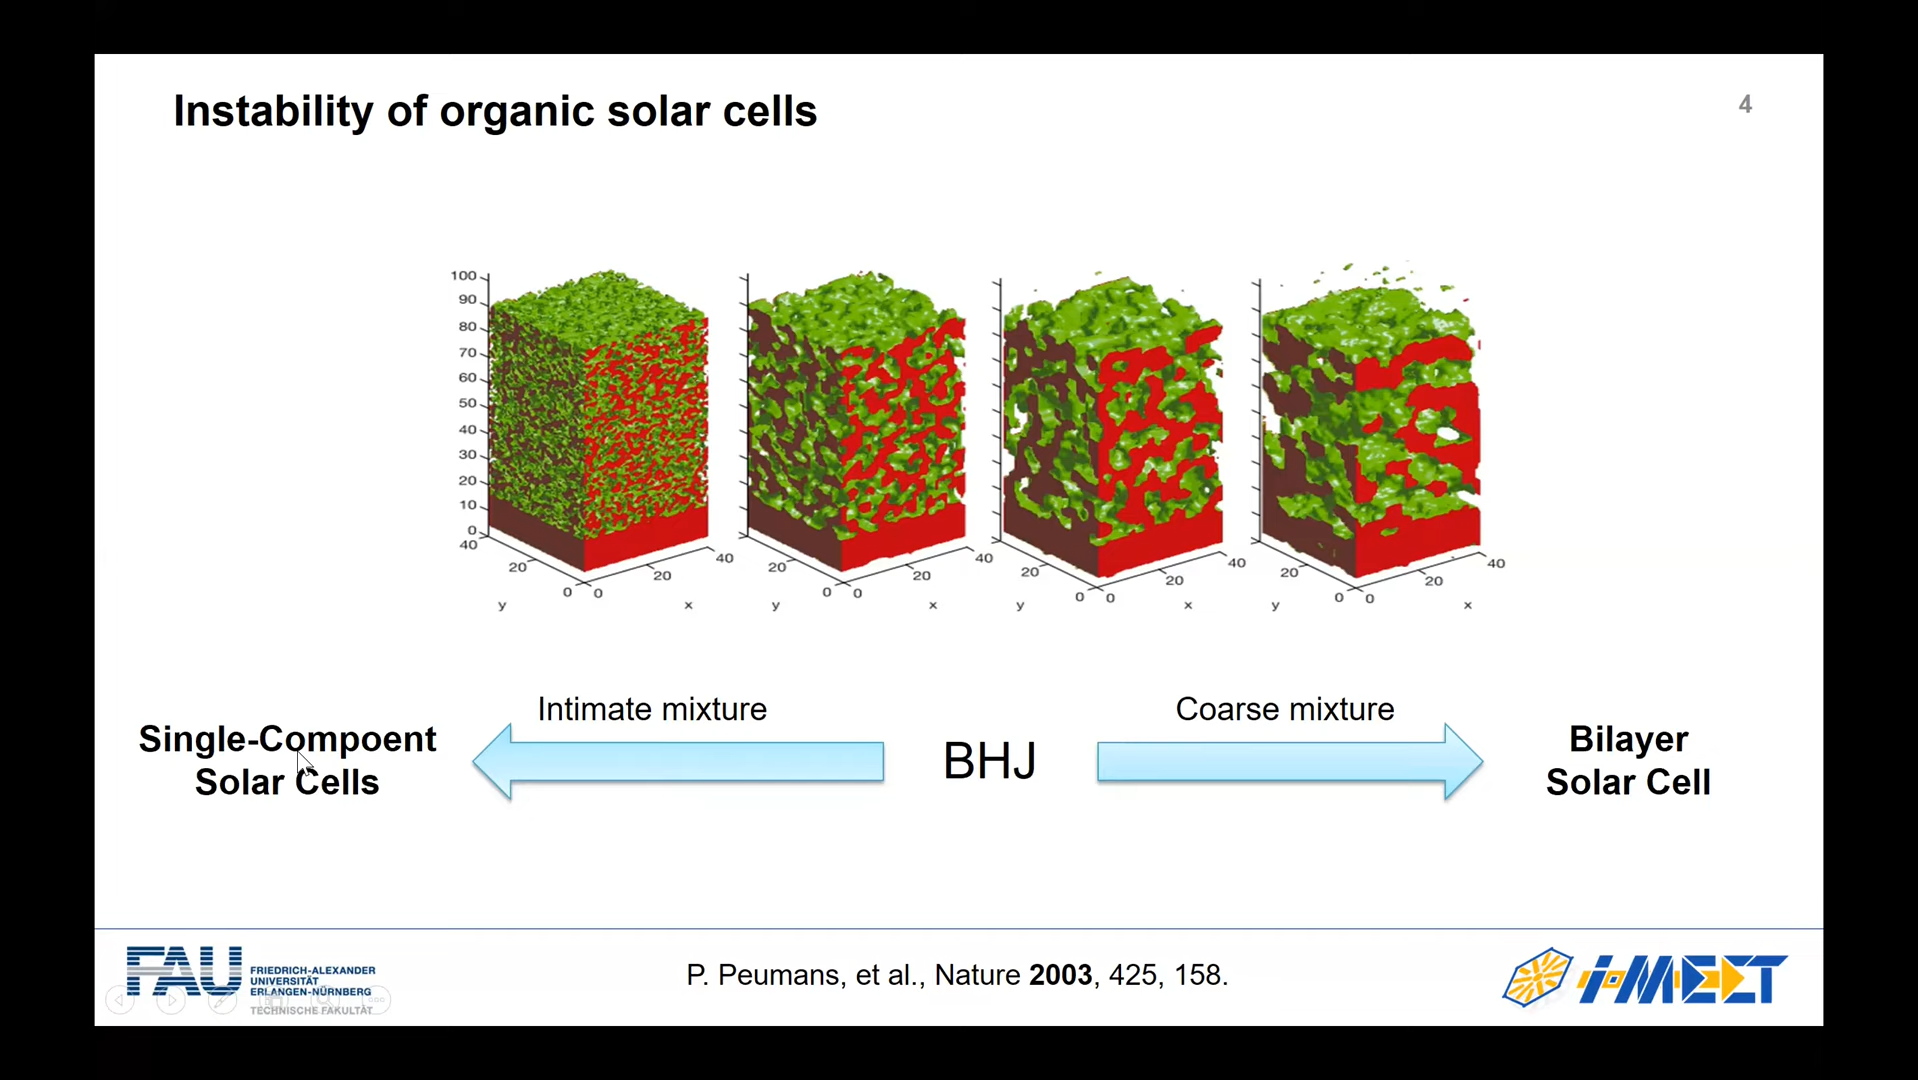 Instability of organic solar cells
4
100
90
80
70
60
50
40
30
20
10
0
40
20
0
0
20
40
y
x
20
0
0
20
40
y
x
20
0
0
20
40
y
x
20
0
0
20
40
y
x
Intimate mixture
Coarse mixture
Single-Compoent
Solar Cells
BHJ
Bilayer
Solar Cell
FAU
FRIEDRICH-ALEXANDER
UNIVERSITÄT
ERLANGEN-NÜRNBERG
TECHNISCHE FAKULTÄT
P. Peumans, et al., Nature 2003, 425, 158.
i-MEET